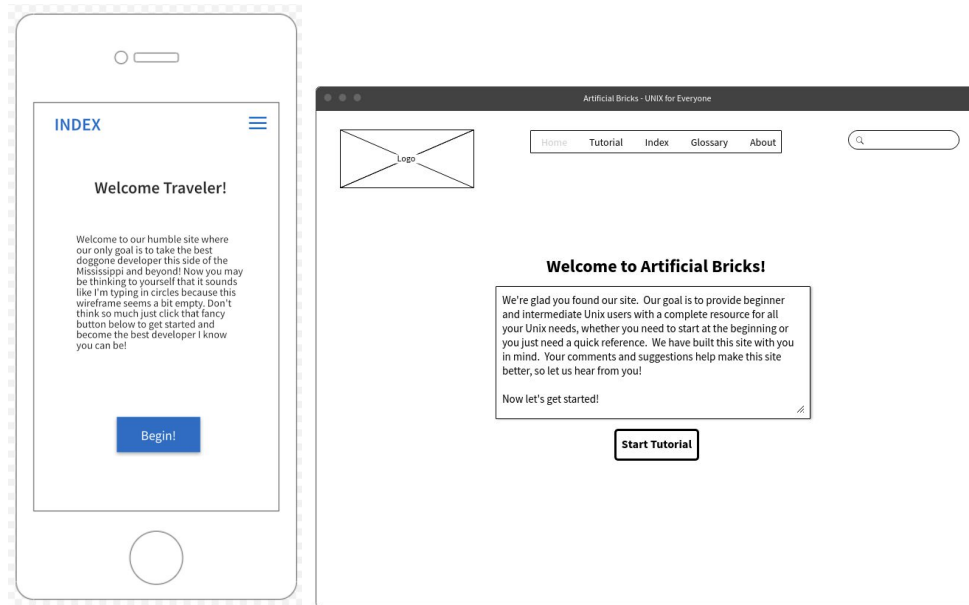 INDEX
Welcome Traveler!
Welcome to our humble site where
our only goal is to take the best
doggone developer this side of the
Mississippi and beyond! Now you may
be thinking to yourself that it sounds
like I'm typing in circles because this
wireframe seems a bit empty. Don't
think so much just click that fancy
button below to get started and
become the best developer I know
you can be!
Begin!
Artificial Bricks - UNIX for Everyone
Logo
Home Tutorial Index Glossary About
Welcome to Artificial Bricks!
We're glad you found our site.  Our goal is to provide beginner
and intermediate Unix users with a complete resource for all
your Unix needs, whether you need to start at the beginning or
you just need a quick reference.  We have built this site with you
in mind.  Your comments and suggestions help make this site
better, so let us hear from you!
Now let's get started!
Start Tutorial